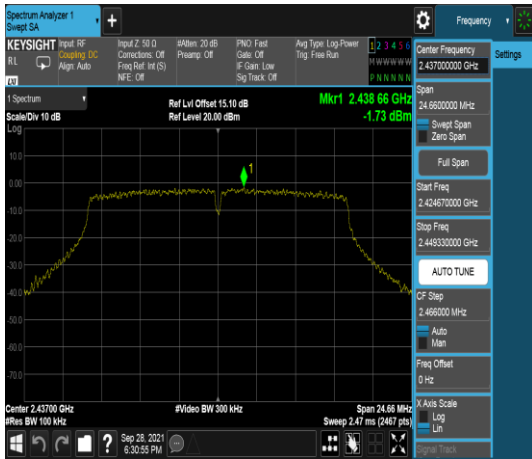 Spectrum Analyzer 1
Swept SA
Frequency
KEYSIGHT
RL
LXI
Input: RF
Coupling: DC
Align: Auto
Input Z: 50 Ω
Corrections: Off
Freq Ref: Int (S)
NFE: Off
#Atten: 20 dB
Preamp: Off
PNO: Fast
Gate: Off
IF Gain: Low
Sig Track: Off
Avg Type: Log-Power
Trig: Free Run
1 2 3 4 5 6
M W W W W W
P N N N N N
1 Spectrum
Scale/Div 10 dB
Log
Ref Lvl Offset 15.10 dB
Ref Level 20.00 dBm
Mkr1 2.438 66 GHz
-1.73 dBm
10.0
0.00
-10.0
-20.0
-30.0
-40.0
-50.0
-60.0
-70.0
1
Center 2.43700 GHz
#Res BW 100 kHz
#Video BW 300 kHz
Span 24.66 MHz
Sweep 2.47 ms (2467 pts)
Sep 28, 2021
6:30:55 PM
Center Frequency
2.437000000 GHz
Settings
Span
24.6600000 MHz
Swept Span
Zero Span
Full Span
Start Freq
2.424670000 GHz
Stop Freq
2.449330000 GHz
AUTO TUNE
CF Step
2.466000 MHz
Auto
Man
Freq Offset
0 Hz
X Axis Scale
Log
Lin
Signal Track